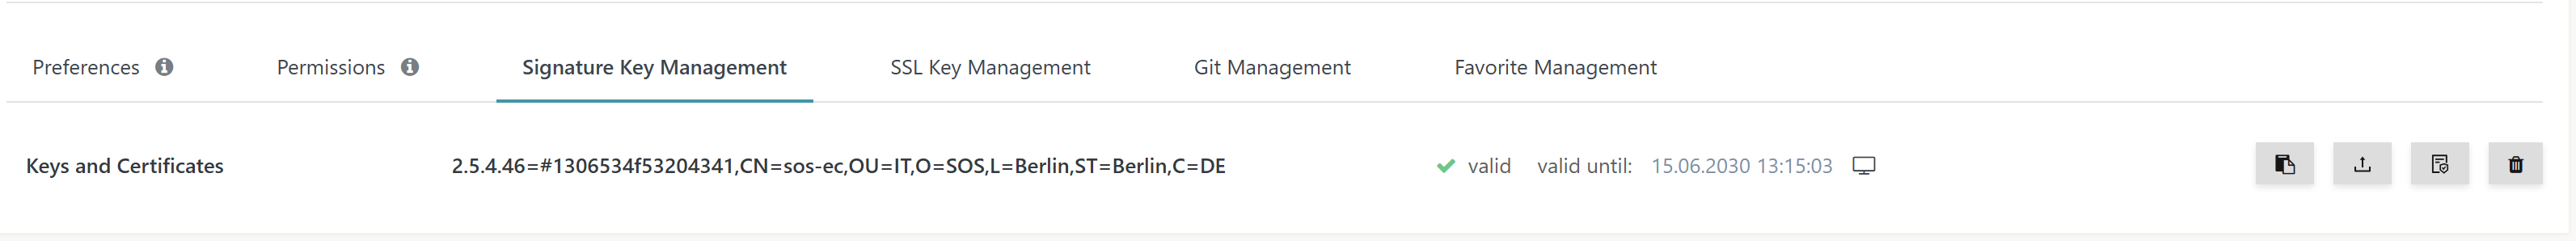 Preferences Permissions Signature Key Management SSL Key Management Git Management Favorite Management
Keys and Certificates 2.5.4.46=#1306534f53204341,CN=sos-ec,OU=IT,O=SOS,L=Berlin,ST=Berlin,C=DE valid valid until: 15.06.2030 13:15:03